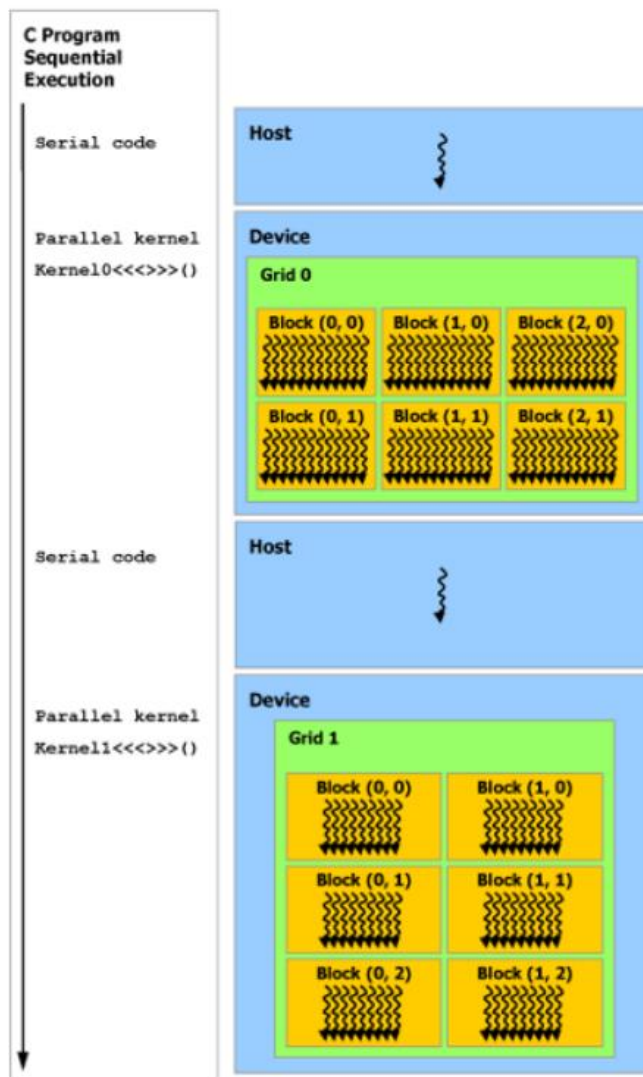 C Program
Sequential
Execution
Serial code
Host
Parallel kernel
Kernel0<<<>>>()
Device
Grid 0
Block (0, 0)
Block (1, 0)
Block (2, 0)
Block (0, 1)
Block (1, 1)
Block (2, 1)
Serial code
Host
Parallel kernel
Kernel1<<<>>>()
Device
Grid 1
Block (0, 0)
Block (1, 0)
Block (0, 1)
Block (1, 1)
Block (0, 2)
Block (1, 2)